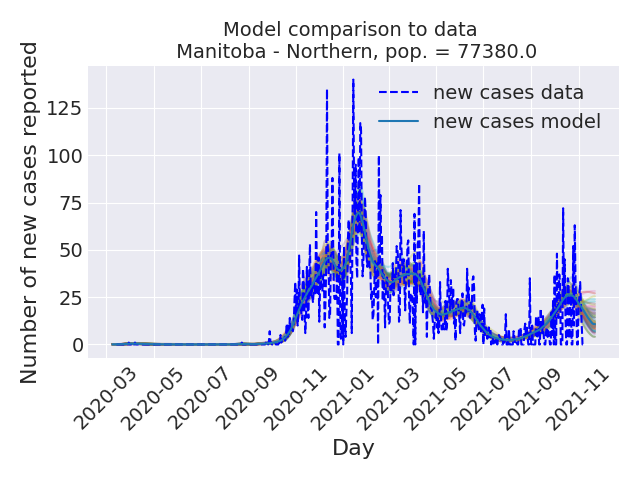 Model comparison to data
Manitoba - Northern, pop. = 77380.0
Number of new cases reported
125
100
75
50
25
0
new cases data
new cases model
2020-03
2020-05
2020-07
2020-09
2020-11
2021-01
2021-03
2021-05
2021-07
2021-09
2021-11
Day